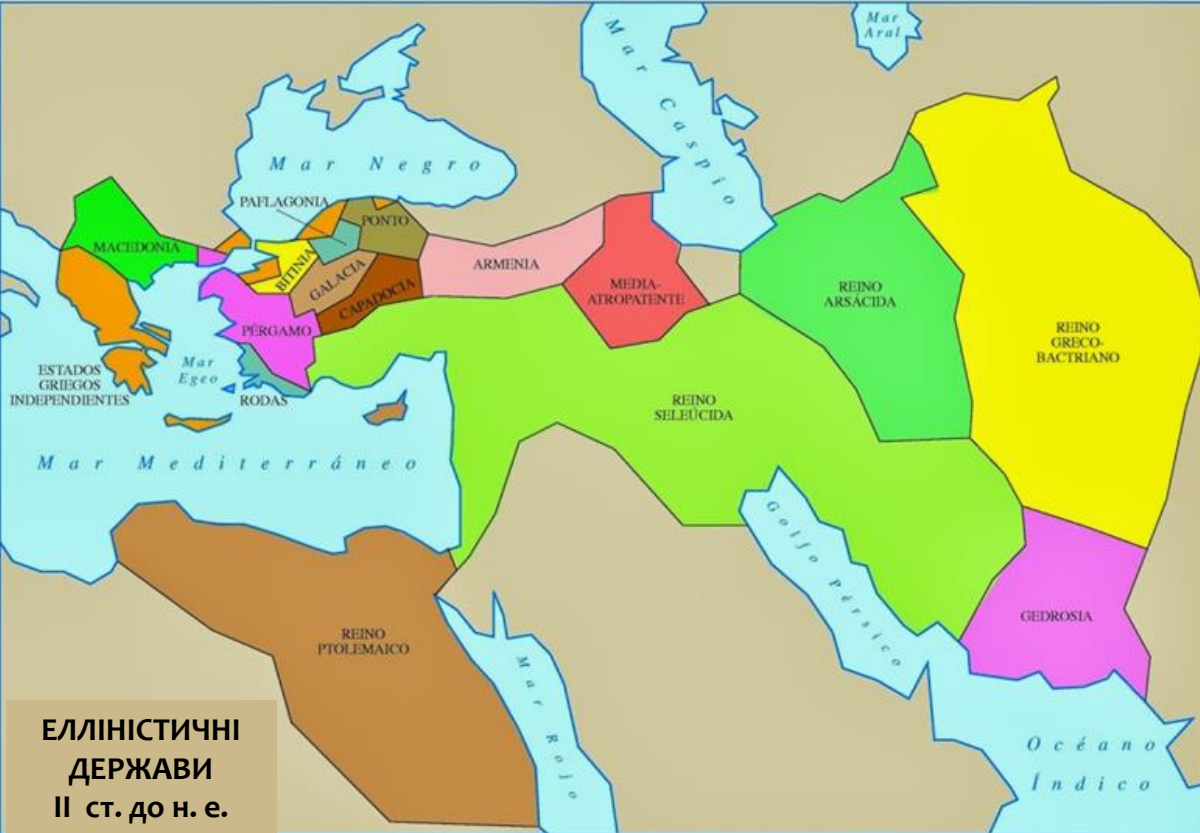 Mar
Aral
Mar Caspio
Mar Negro
PAFLAGONIA
PONTO
MACEDONIA
BITINIA
GALACIA
CAPADOCIA
ARMENIA
MEDIA-
ATROPATENTE
REINO
ARSÁCIDA
REINO
GRECO-
BACTRIANO
PÉRGAMO
ESTADOS
GRIEGOS
INDEPENDIENTES
Mar
Egeo
RODAS
REINO
SELEÚCIDA
Mar Mediterráneo
Golfo Pérsico
GEDROSIA
REINO
PTOLEMAICO
Mar Rojo
Océano
Índico
ЕЛЛІНІСТИЧНІ
ДЕРЖАВИ
ІІ ст. до н. е.